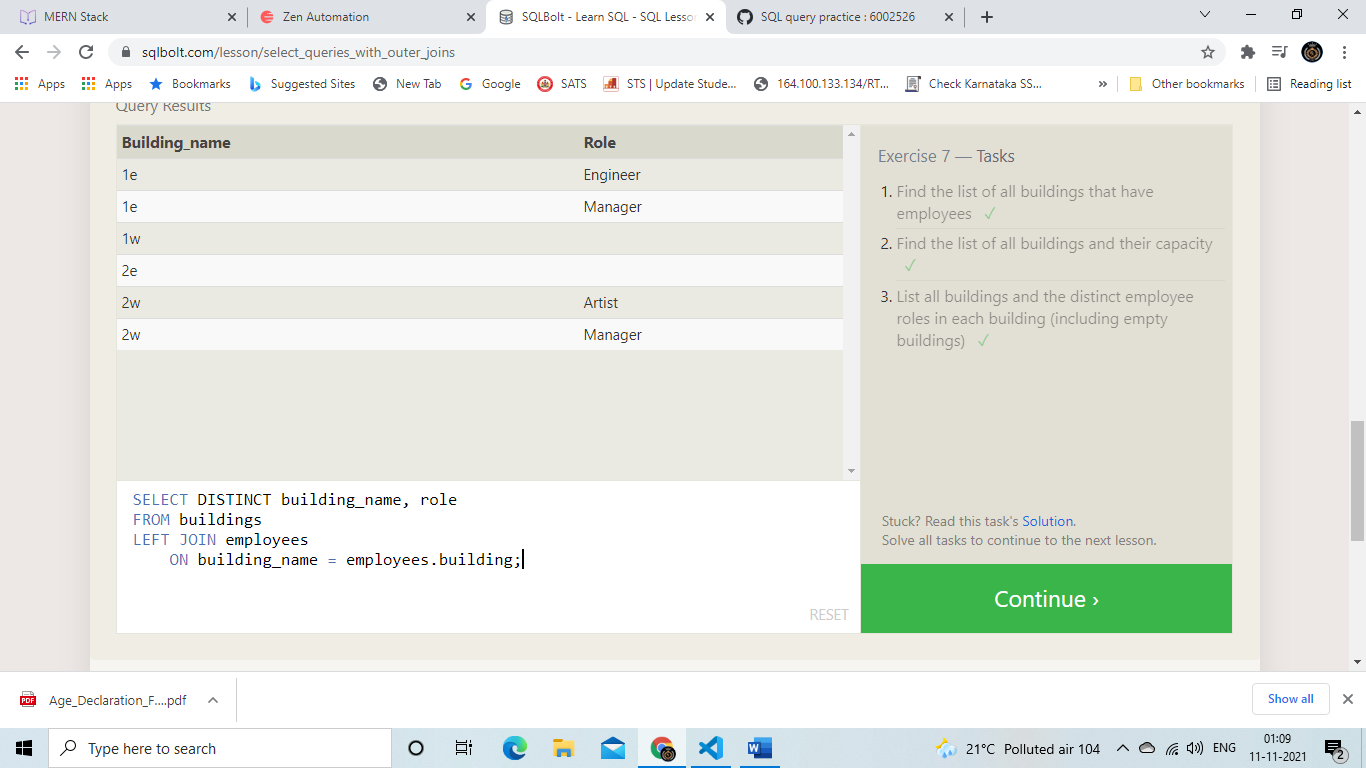 MERN Stack
Zen Automation
SQLBolt - Learn SQL - SQL Lesso
SQL query practice : 6002526
sqlbolt.com/lesson/select_queries_with_outer_joins
Apps
Apps
Bookmarks
Suggested Sites
New Tab
Google
SATS
STS | Update Stude...
164.100.133.134/RT...
Check Karnataka SS...
»
Other bookmarks
Reading list
Query Results
Building_name Role
1e Engineer
1e Manager
1w
2e
2w Artist
2w Manager
SELECT DISTINCT building_name, role
FROM buildings
LEFT JOIN employees
ON building_name = employees.building;
RESET
Exercise 7 — Tasks
1. Find the list of all buildings that have
employees ✓
2. Find the list of all buildings and their capacity
✓
3. List all buildings and the distinct employee
roles in each building (including empty
buildings) ✓
Stuck? Read this task's Solution.
Solve all tasks to continue to the next lesson.
Continue ›
PDF
Age_Declaration_F....pdf
Show all
Type here to search
21°C Polluted air 104
ENG
01:09
11-11-2021
2